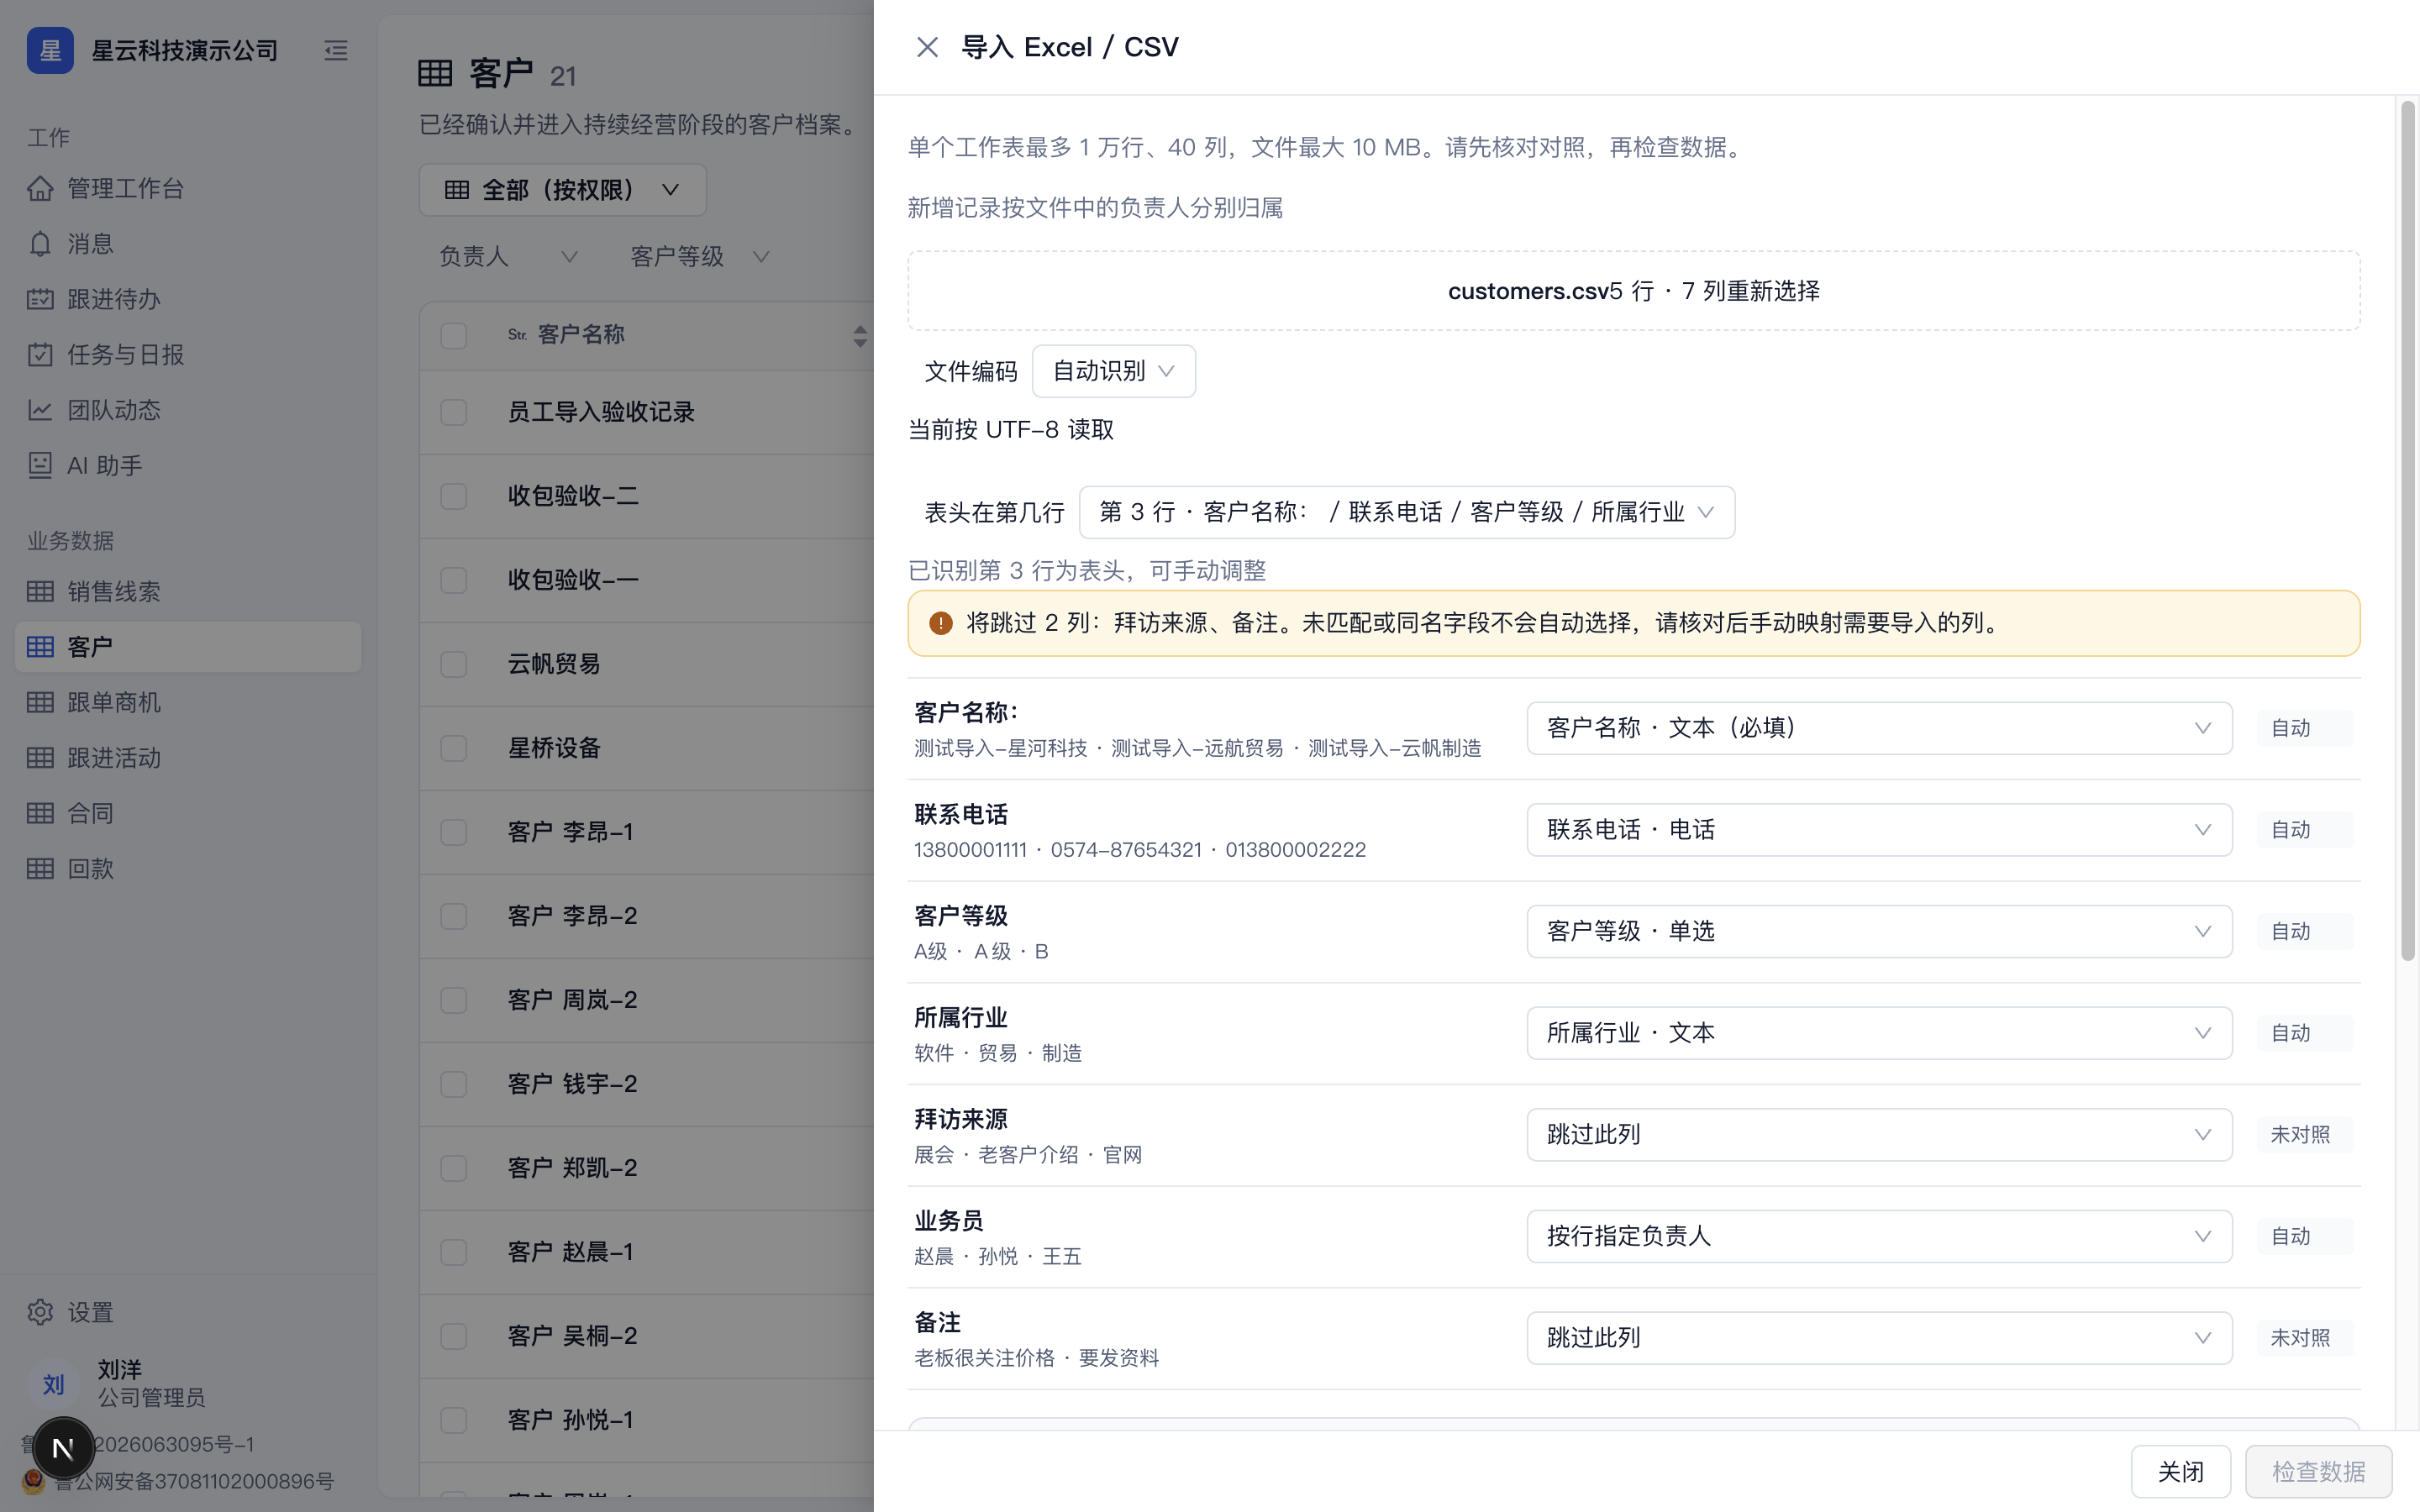 星 星云科技演示公司
工作
管理工作台
消息
跟进待办
任务与日报
团队动态
AI 助手
业务数据
销售线索
客户
跟单商机
跟进活动
合同
回款
设置
刘 刘洋
公司管理员
2026063095号-1
N
鲁公网安备37081102000896号
客户 21
已经确认并进入持续经营阶段的客户档案。
全部（按权限）
负责人 客户等级
Str. 客户名称
员工导入验收记录
收包验收-二
收包验收-一
云帆贸易
星桥设备
客户 李昂-1
客户 李昂-2
客户 周岚-2
客户 钱宇-2
客户 郑凯-2
客户 赵晨-1
客户 吴桐-2
客户 孙悦-1
导入 Excel / CSV
单个工作表最多 1 万行、40 列，文件最大 10 MB。请先核对对照，再检查数据。
新增记录按文件中的负责人分别归属
customers.csv5 行 · 7 列重新选择
文件编码 自动识别
当前按 UTF-8 读取
表头在第几行 第 3 行 · 客户名称： / 联系电话 / 客户等级 / 所属行业
已识别第 3 行为表头，可手动调整
将跳过 2 列：拜访来源、备注。未匹配或同名字段不会自动选择，请核对后手动映射需要导入的列。
客户名称：
测试导入-星河科技 · 测试导入-远航贸易 · 测试导入-云帆制造
客户名称 · 文本（必填） 自动
联系电话
13800001111 · 0574-87654321 · 013800002222
联系电话 · 电话 自动
客户等级
A级 · A 级 · B
客户等级 · 单选 自动
所属行业
软件 · 贸易 · 制造
所属行业 · 文本 自动
拜访来源
展会 · 老客户介绍 · 官网
跳过此列 未对照
业务员
赵晨 · 孙悦 · 王五
按行指定负责人 自动
备注
老板很关注价格 · 要发资料
跳过此列 未对照
关闭 检查数据